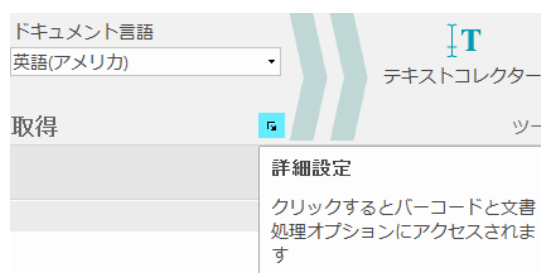 ドキュメント言語
英語(アメリカ)
T
テキストコレクター
取得
ツー
詳細設定
クリックするとバーコードと文書
処理オプションにアクセスされま
す